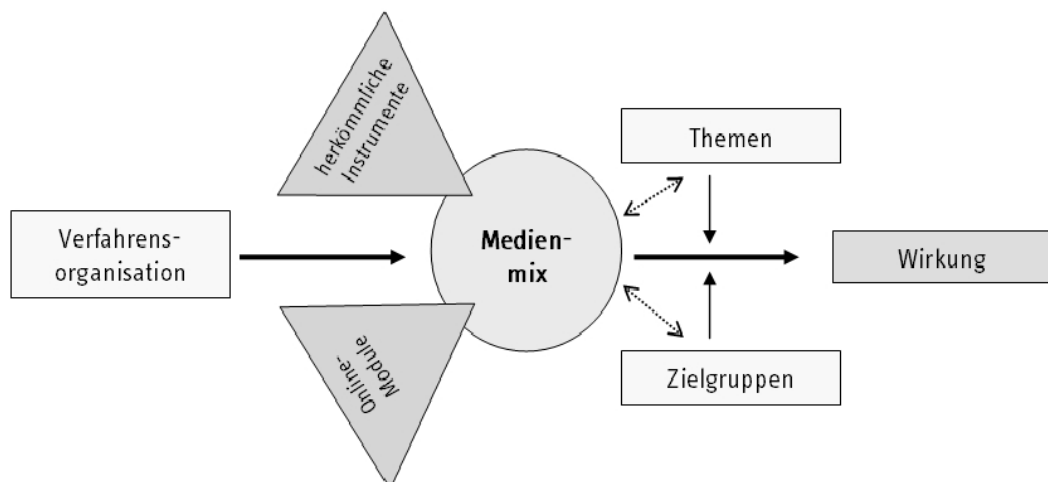 herkömmliche
Instrumente
Themen
Verfahrens-
organisation
Medien-
mix
Wirkung
Online-
Module
Zielgruppen